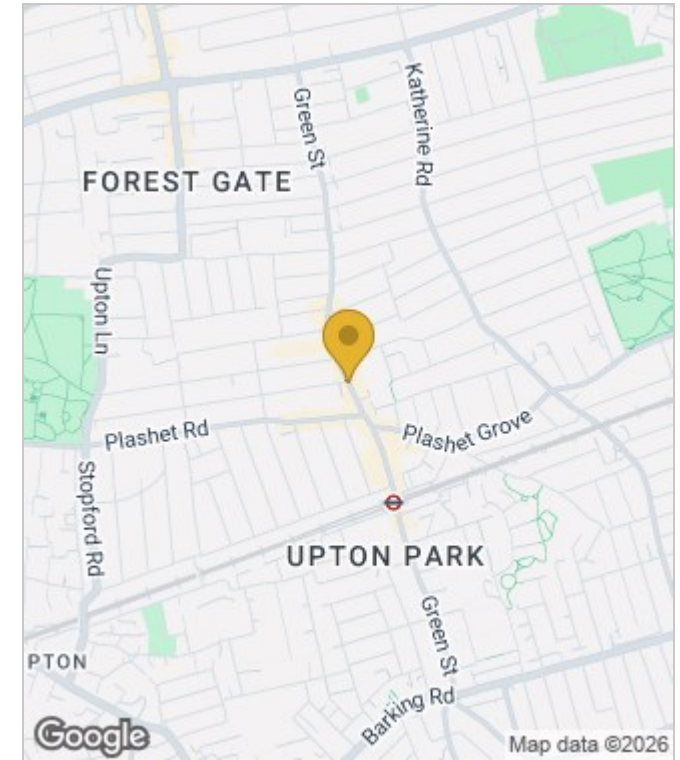 Katherine Rd
Green St
FOREST GATE
Upton Ln
Plashet Rd
Plashet Grove
Stopford Rd
UPTON PARK
Green St
PTON
Barking Rd
Google
Map data ©2026